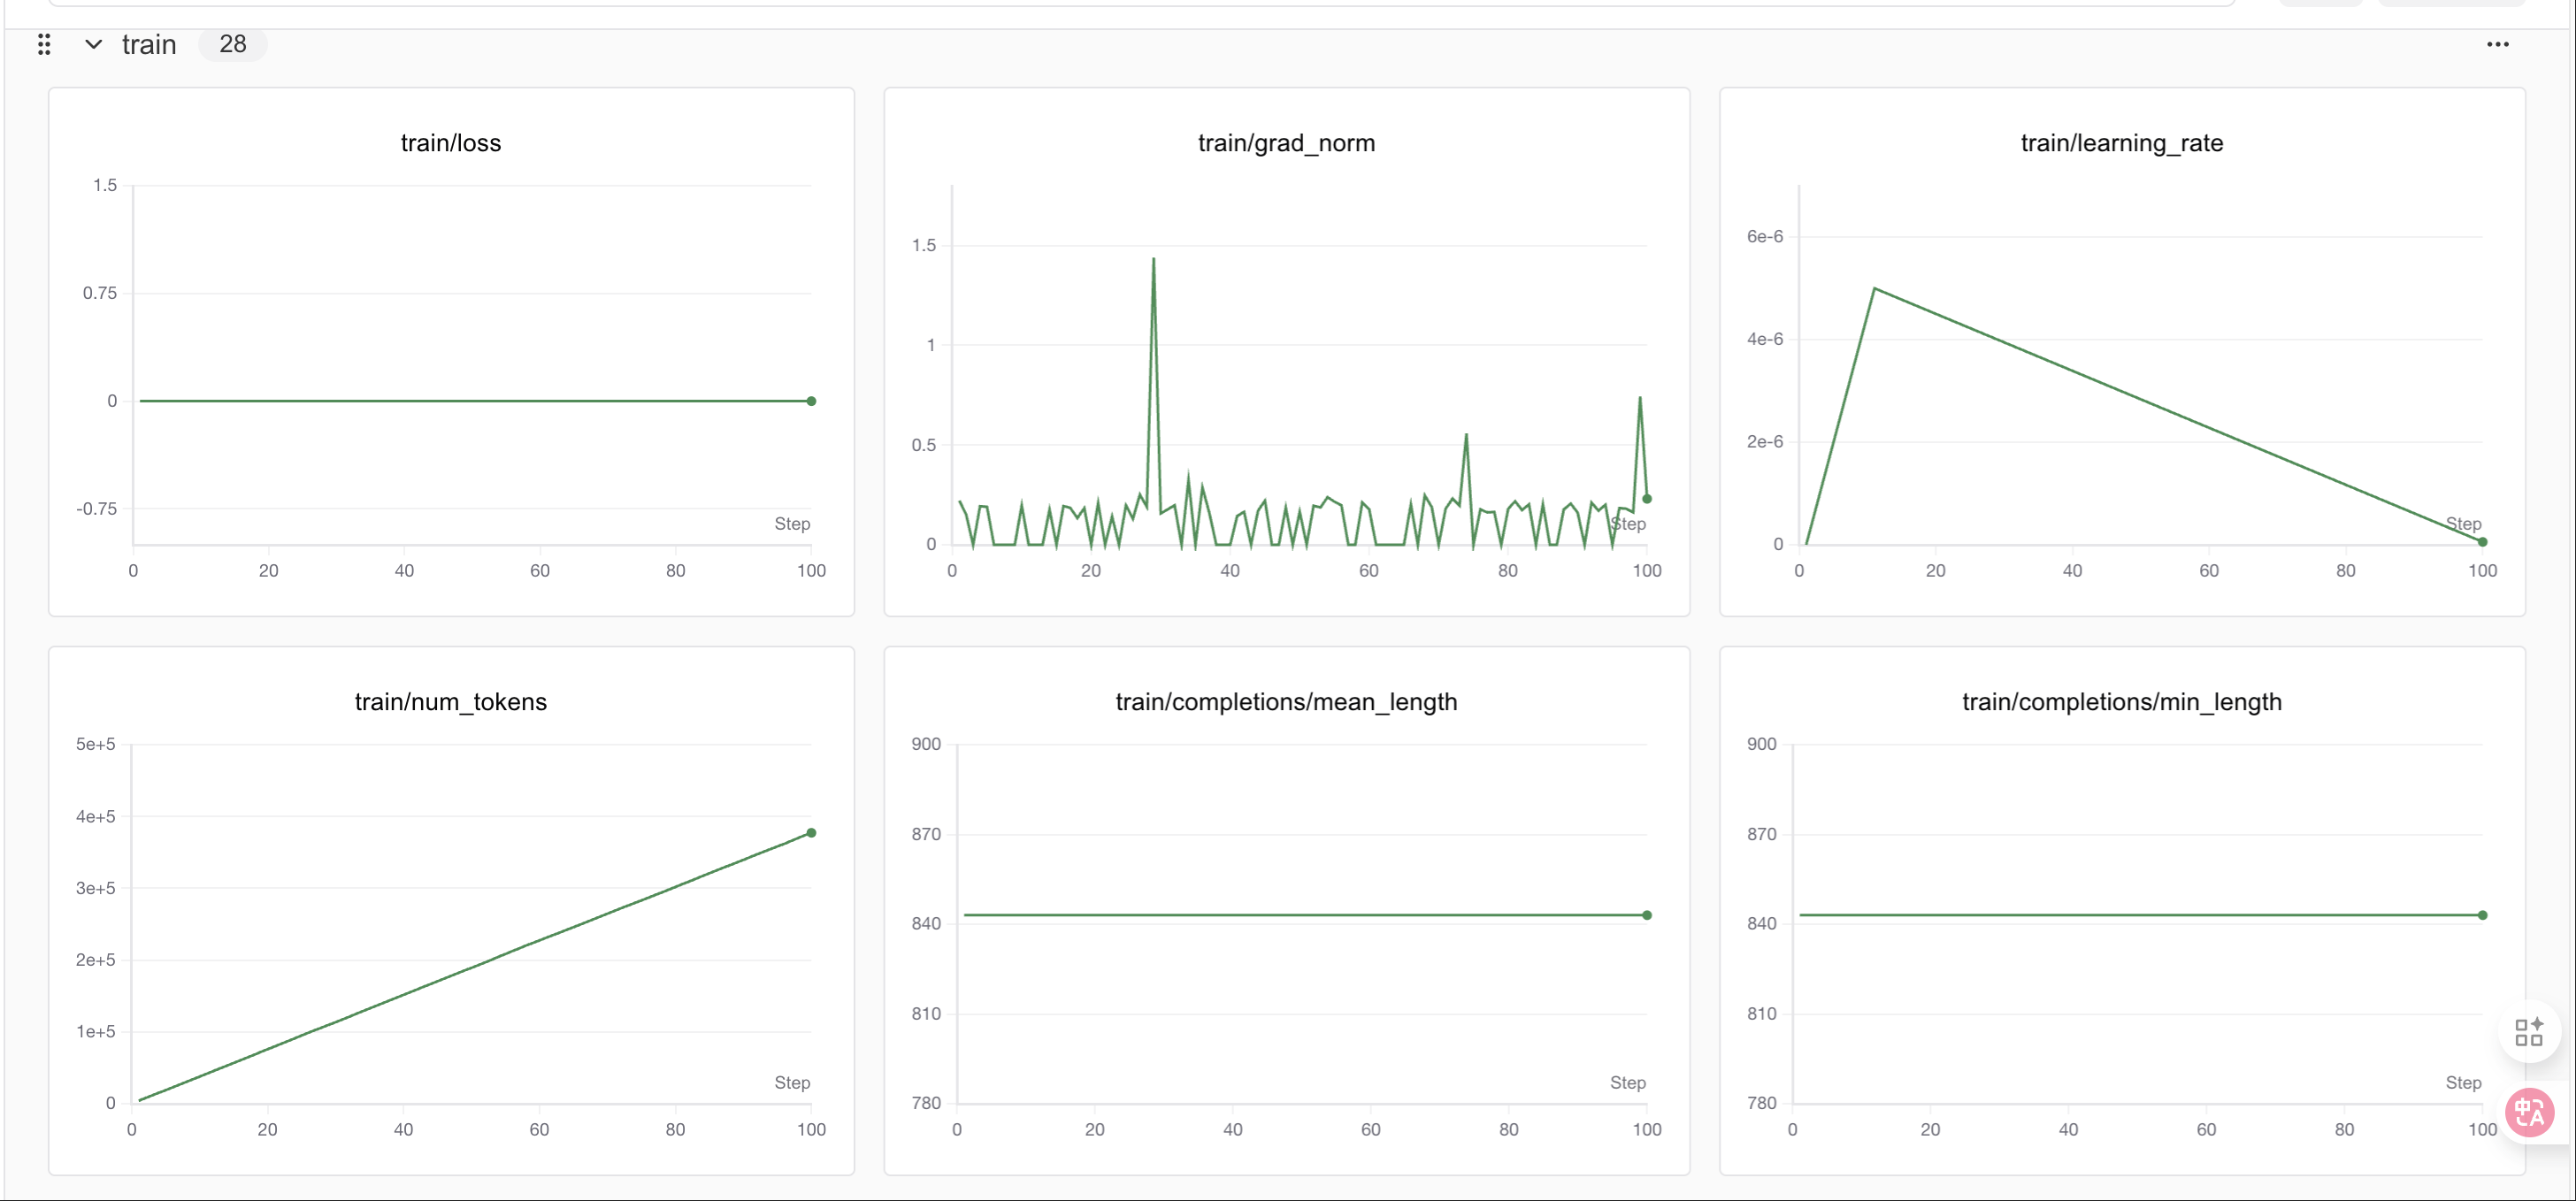 train 28
train/loss
1.5
0.75
0
-0.75
Step
0 20 40 60 80 100
train/grad_norm
1.5
1
0.5
0
Step
0 20 40 60 80 100
train/learning_rate
6e-6
4e-6
2e-6
0
Step
0 20 40 60 80 100
train/num_tokens
5e+5
4e+5
3e+5
2e+5
1e+5
0
Step
0 20 40 60 80 100
train/completions/mean_length
900
870
840
810
780
Step
0 20 40 60 80 100
train/completions/min_length
900
870
840
810
780
Step
0 20 40 60 80 100
中A